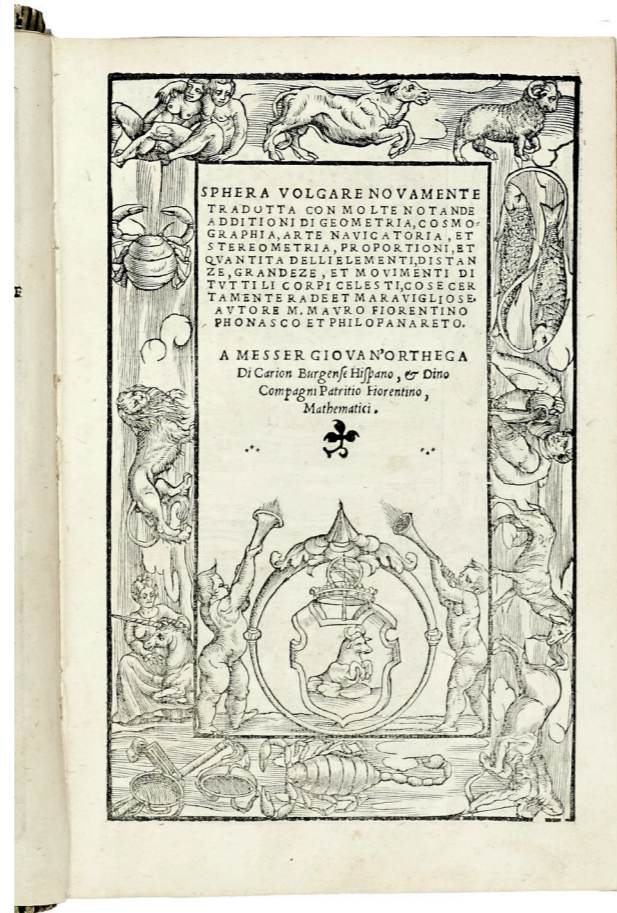 SPHERA VOLGARE NOVAMENTE
TRADOTTA CON MOLTE NOTANDE
ADDITIONI DI GEOMETRIA, COSMO-
GRAPHIA, ARTE NAVICATORIA, ET
STEREOMETRIA, PROPORTIONI, ET
QVANTITA DELLI ELEMENTI, DISTAN
ZE, GRANDEZE, ET MOVIMENTI DI
TVTTI LI CORPI CELESTI, COSE CER
TAMENTE RADE ET MARAVIGLIOSE.
AVTORE M. MAVRO FIORENTINO
PHONASCO ET PHILOPANARETO.
A MESSER GIOVAN'ORTHEGA
Di Carion Burgenſe Hiſpano, & Dino
Compagni Patritio Fiorentino,
Mathematici.
E